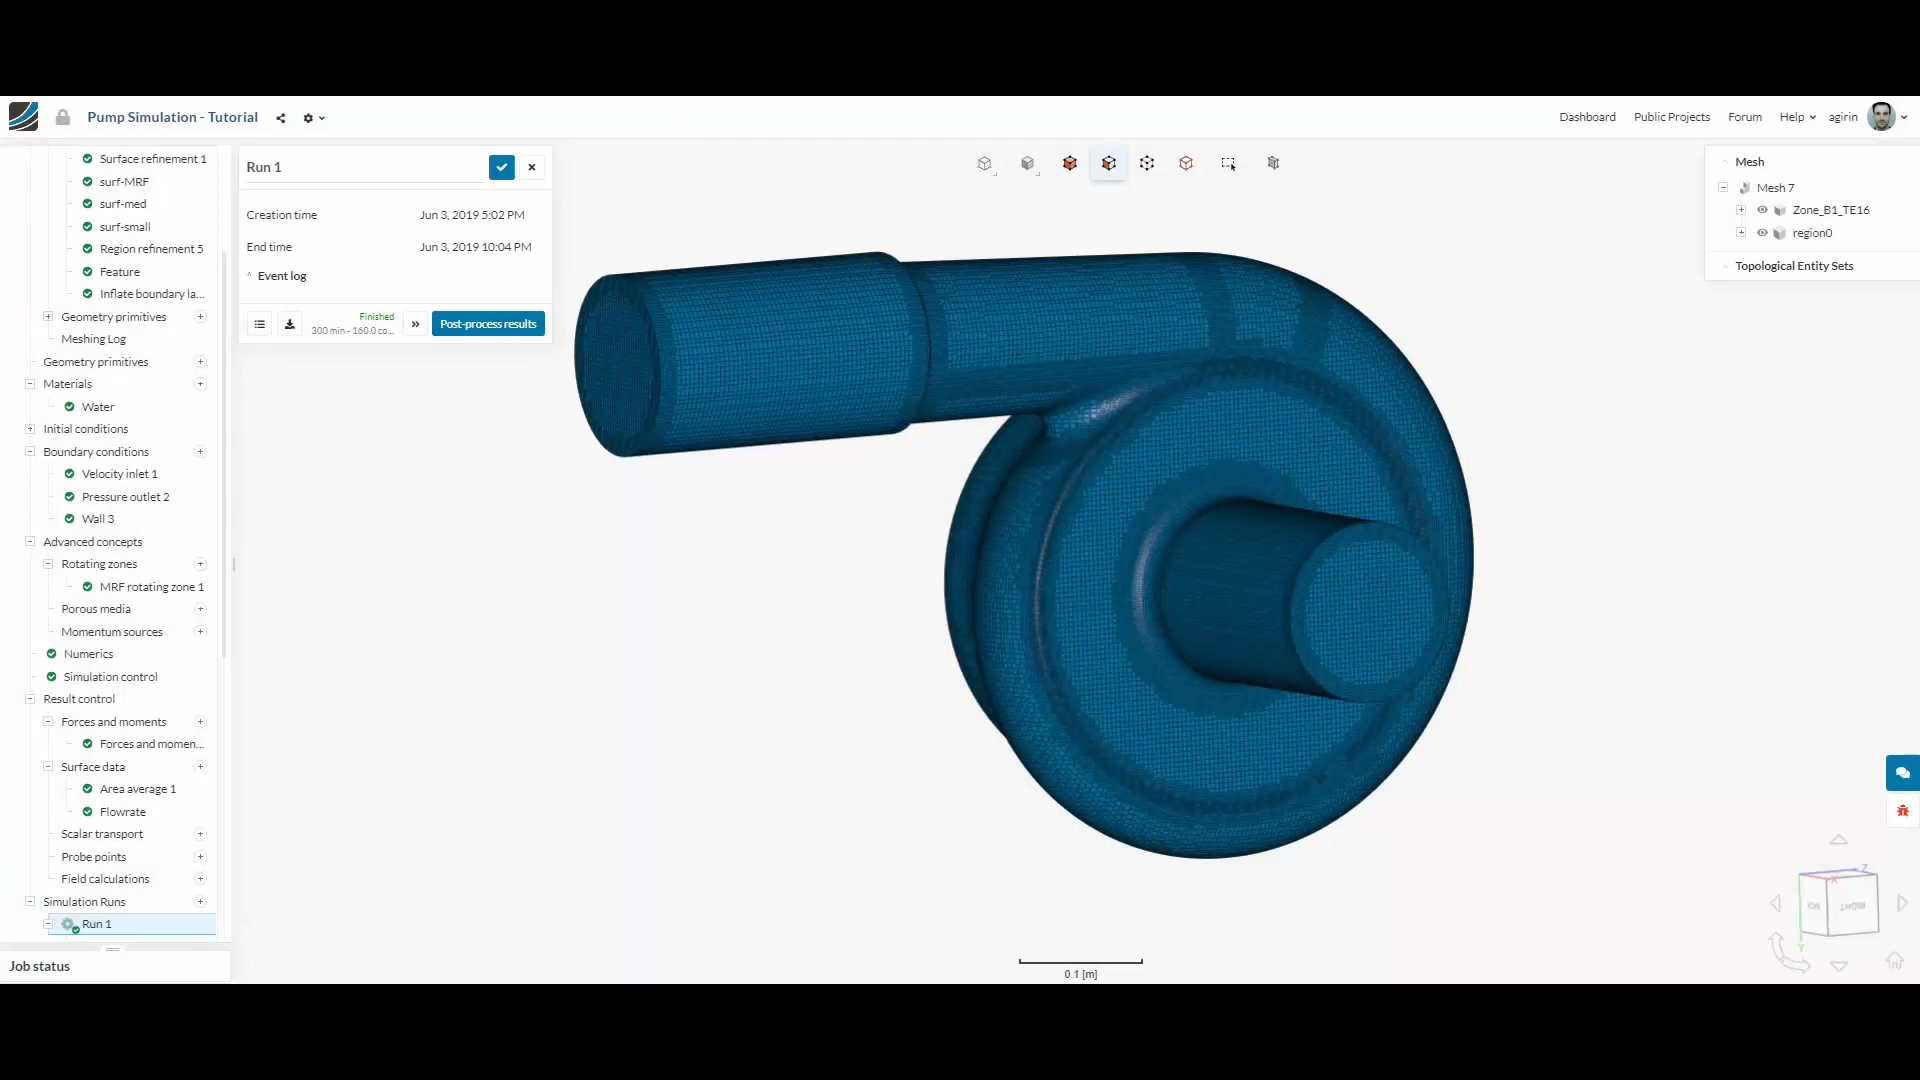 Pump Simulation - Tutorial
Dashboard
Public Projects
Forum
Help
agirin
Surface refinement 1
surf-MRF
surf-med
surf-small
Region refinement 5
Feature
Inflate boundary la...
Geometry primitives
Meshing Log
Geometry primitives
Materials
Water
Initial conditions
Boundary conditions
Velocity inlet 1
Pressure outlet 2
Wall 3
Advanced concepts
Rotating zones
MRF rotating zone 1
Porous media
Momentum sources
Numerics
Simulation control
Result control
Forces and moments
Forces and momen...
Surface data
Area average 1
Flowrate
Scalar transport
Probe points
Field calculations
Simulation Runs
Run 1
Job status
Run 1
Creation time Jun 3, 2019 5:02 PM
End time Jun 3, 2019 10:04 PM
Event log
Finished
300 min - 160.0 co...
Post-process results
Mesh
Mesh 7
Zone_B1_TE16
region0
Topological Entity Sets
0.1 [m]
Z
X
RIGHT
Y